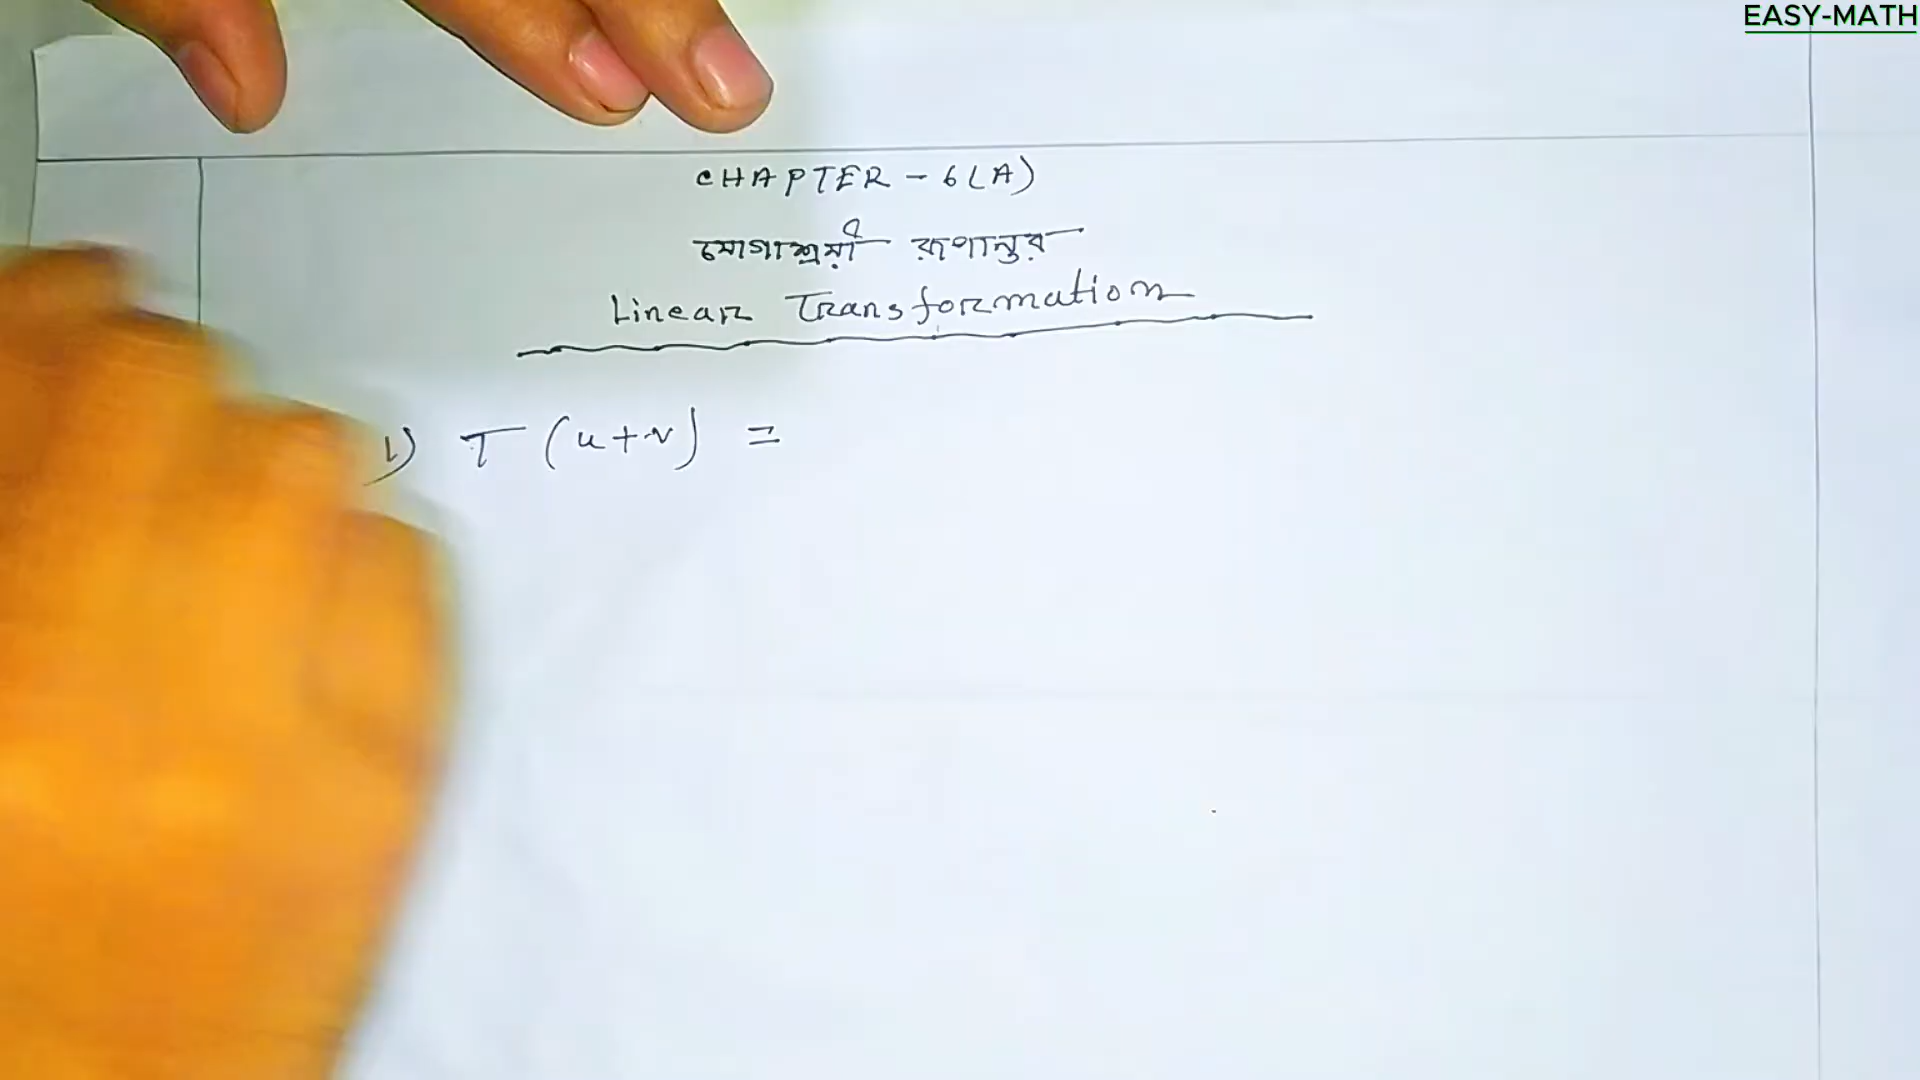 EASY-MATH
CHAPTER - 6(A)
যোগাশ্রয়ী রূপান্তর
Linear Transformation
1) T (u+v) =